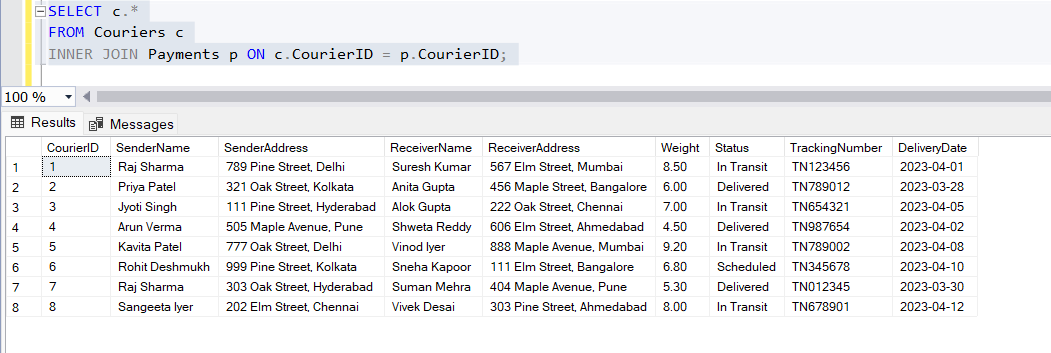 SELECT c.*
FROM Couriers c
INNER JOIN Payments p ON c.CourierID = p.CourierID;
100 %
Results Messages
CourierID SenderName SenderAddress ReceiverName ReceiverAddress Weight Status TrackingNumber DeliveryDate
1 1 Raj Sharma 789 Pine Street, Delhi Suresh Kumar 567 Elm Street, Mumbai 8.50 In Transit TN123456 2023-04-01
2 2 Priya Patel 321 Oak Street, Kolkata Anita Gupta 456 Maple Street, Bangalore 6.00 Delivered TN789012 2023-03-28
3 3 Jyoti Singh 111 Pine Street, Hyderabad Alok Gupta 222 Oak Street, Chennai 7.00 In Transit TN654321 2023-04-05
4 4 Arun Verma 505 Maple Avenue, Pune Shweta Reddy 606 Elm Street, Ahmedabad 4.50 Delivered TN987654 2023-04-02
5 5 Kavita Patel 777 Oak Street, Delhi Vinod Iyer 888 Maple Avenue, Mumbai 9.20 In Transit TN789002 2023-04-08
6 6 Rohit Deshmukh 999 Pine Street, Kolkata Sneha Kapoor 111 Elm Street, Bangalore 6.80 Scheduled TN345678 2023-04-10
7 7 Raj Sharma 303 Oak Street, Hyderabad Suman Mehra 404 Maple Avenue, Pune 5.30 Delivered TN012345 2023-03-30
8 8 Sangeeta Iyer 202 Elm Street, Chennai Vivek Desai 303 Pine Street, Ahmedabad 8.00 In Transit TN678901 2023-04-12